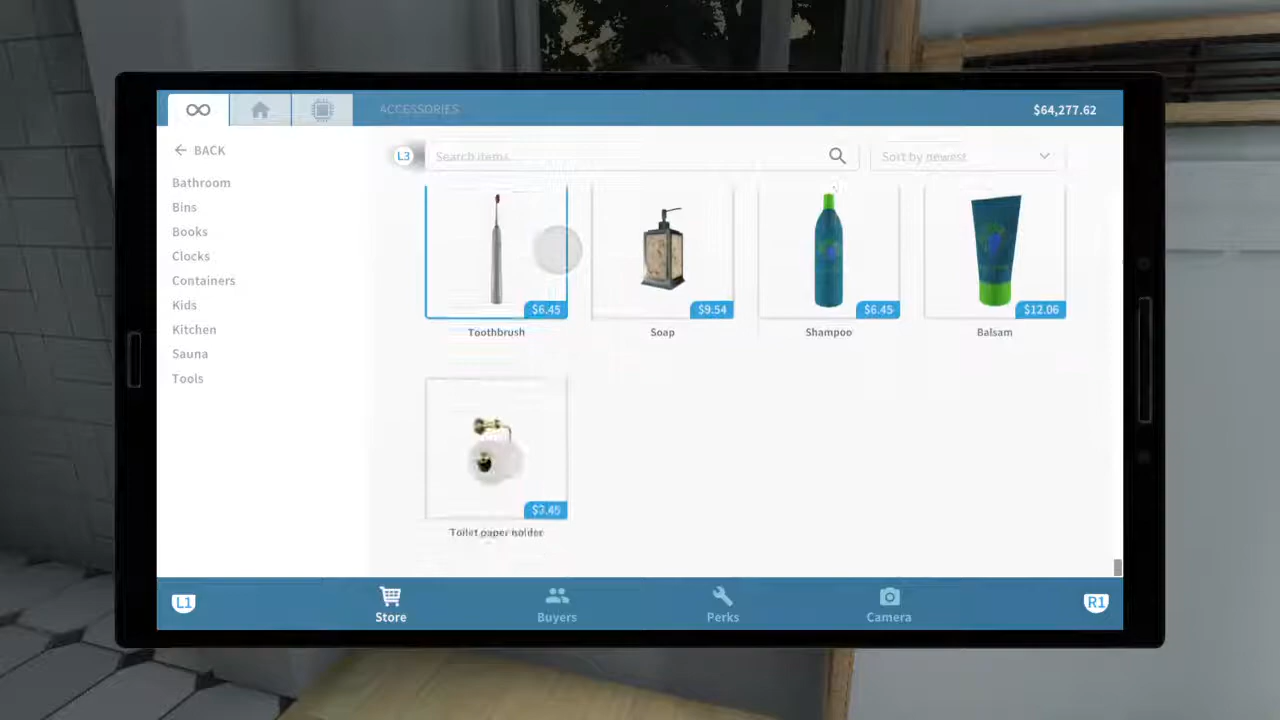 ACCESSORIES
$64,277.62
BACK
L3
Search items
Sort by newest
Bathroom
Bins
Books
Clocks
Containers
Kids
Kitchen
Sauna
Tools
$6.45
$9.54
$6.45
$12.06
Toothbrush
Soap
Shampoo
Balsam
$3.45
Toilet paper holder
L1
Store
Buyers
Perks
Camera
R1